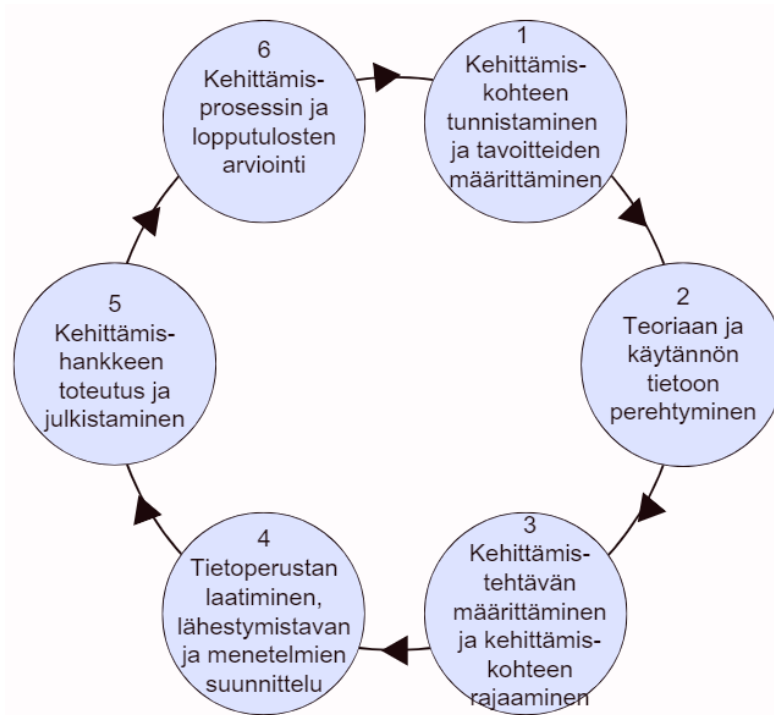 1
Kehittämis-
kohteen
tunnistaminen
ja tavoitteiden
määrittäminen
2
Teoriaan ja
käytännön
tietoon
perehtyminen
3
Kehittämis-
tehtävän
määrittäminen
ja kehittämis-
kohteen
rajaaminen
4
Tietoperustan
laatiminen,
lähestymistavan
ja menetelmien
suunnittelu
5
Kehittämis-
hankkeen
toteutus ja
julkistaminen
6
Kehittämis-
prosessin ja
lopputulosten
arviointi